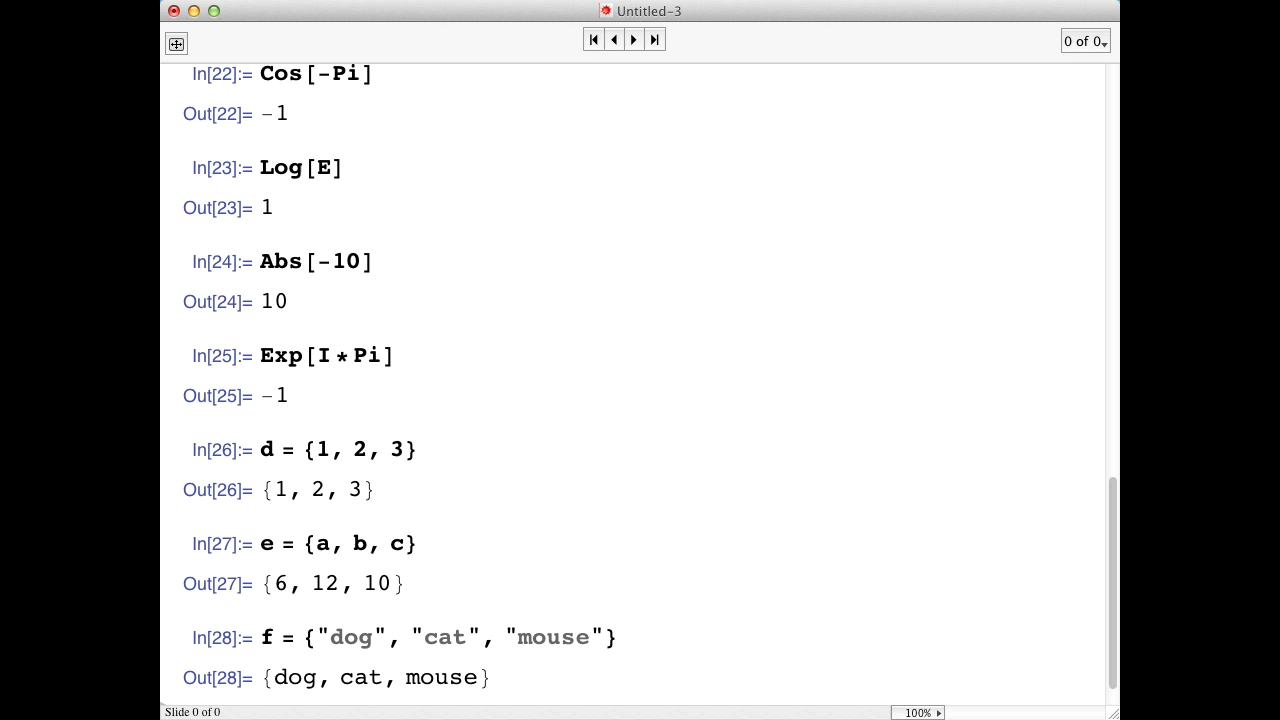 Untitled-3
0 of 0
In[22]:= Cos[-Pi]
Out[22]= -1
In[23]:= Log[E]
Out[23]= 1
In[24]:= Abs[-10]
Out[24]= 10
In[25]:= Exp[I*Pi]
Out[25]= -1
In[26]:= d = {1, 2, 3}
Out[26]= {1, 2, 3}
In[27]:= e = {a, b, c}
Out[27]= {6, 12, 10}
In[28]:= f = {"dog", "cat", "mouse"}
Out[28]= {dog, cat, mouse}
Slide 0 of 0
100%